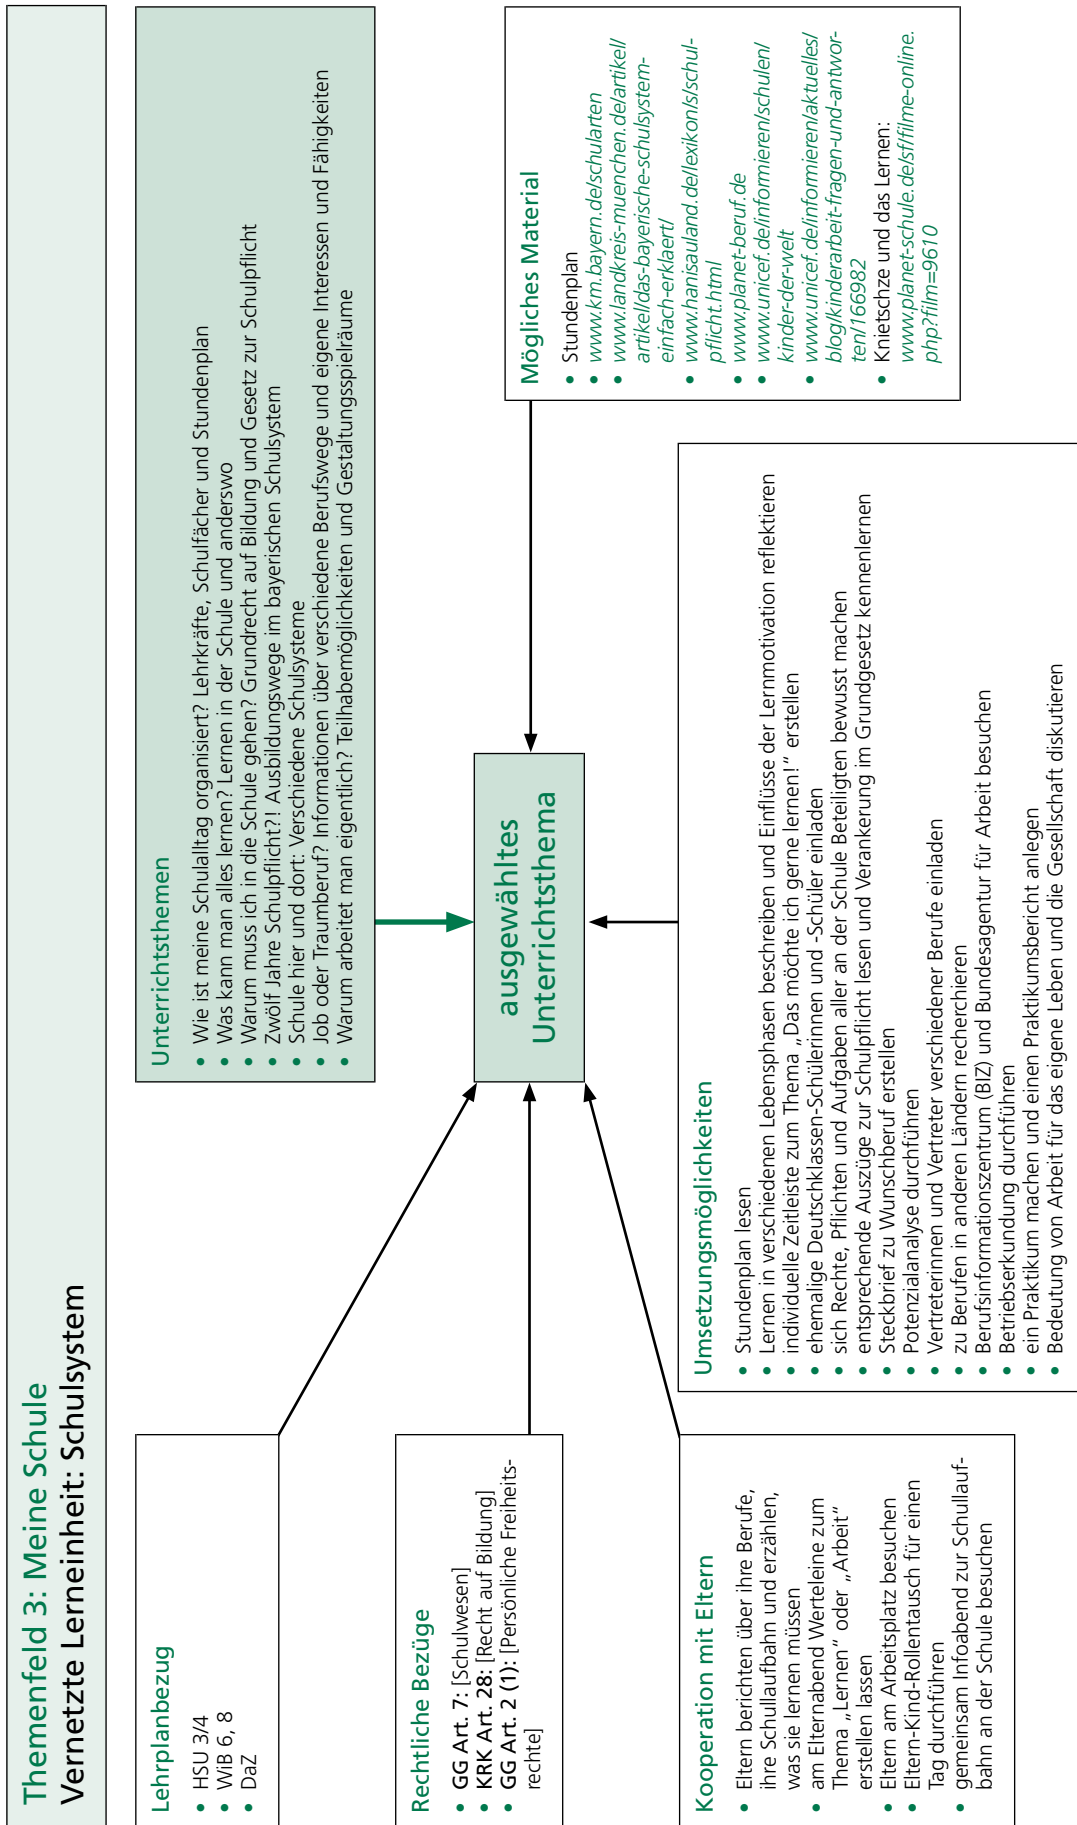 Themenfeld 3: Meine Schule
Vernetzte Lerneinheit: Schulsystem
Lehrplanbezug
• HSU 3/4
• WiB 6, 8
• DaZ
Unterrichtsthemen
• Wie ist meine Schulalltag organisiert? Lehrkräfte, Schulfächer und Stundenplan
• Was kann man alles lernen? Lernen in der Schule und anderswo
• Warum muss ich in die Schule gehen? Grundrecht auf Bildung und Gesetz zur Schulpflicht
• Zwölf Jahre Schulpflicht?! Ausbildungswege im bayerischen Schulsystem
• Schule hier und dort: Verschiedene Schulsysteme
• Job oder Traumberuf? Informationen über verschiedene Berufswege und eigene Interessen und Fähigkeiten
• Warum arbeitet man eigentlich? Teilhabemöglichkeiten und Gestaltungsspielräume
Rechtliche Bezüge
• GG Art. 7: [Schulwesen]
• KRK Art. 28: [Recht auf Bildung]
• GG Art. 2 (1): [Persönliche Freiheits-
rechte]
ausgewähltes
Unterrichtsthema
Mögliches Material
• Stundenplan
• www.km.bayern.de/schularten
• www.landkreis-muenchen.de/artikel/
artikel/das-bayerische-schulsystem-
einfach-erklaert/
• www.hanisauland.de/lexikon/s/schul-
pflicht.html
• www.planet-beruf.de
• www.unicef.de/informieren/schulen/
kinder-der-welt
• www.unicef.de/informieren/aktuelles/
blog/kinderarbeit-fragen-und-antwor-
ten/166982
• Knietschze und das Lernen:
www.planet-schule.de/sf/filme-online.
php?film=9610
Kooperation mit Eltern
• Eltern berichten über ihre Berufe,
ihre Schullaufbahn und erzählen,
was sie lernen müssen
• am Elternabend Werteleine zum
Thema „Lernen“ oder „Arbeit“
erstellen lassen
• Eltern am Arbeitsplatz besuchen
• Eltern-Kind-Rollentausch für einen
Tag durchführen
• gemeinsam Infoabend zur Schullauf-
bahn an der Schule besuchen
Umsetzungsmöglichkeiten
• Stundenplan lesen
• Lernen in verschiedenen Lebensphasen beschreiben und Einflüsse der Lernmotivation reflektieren
• individuelle Zeitleiste zum Thema „Das möchte ich gerne lernen!“ erstellen
• ehemalige Deutschklassen-Schülerinnen und -Schüler einladen
• sich Rechte, Pflichten und Aufgaben aller an der Schule Beteiligten bewusst machen
• entsprechende Auszüge zur Schulpflicht lesen und Verankerung im Grundgesetz kennenlernen
• Steckbrief zu Wunschberuf erstellen
• Potenzialanalyse durchführen
• Vertreterinnen und Vertreter verschiedener Berufe einladen
• zu Berufen in anderen Ländern recherchieren
• Berufsinformationszentrum (BIZ) und Bundesagentur für Arbeit besuchen
• Betriebserkundung durchführen
• ein Praktikum machen und einen Praktikumsbericht anlegen
• Bedeutung von Arbeit für das eigene Leben und die Gesellschaft diskutieren